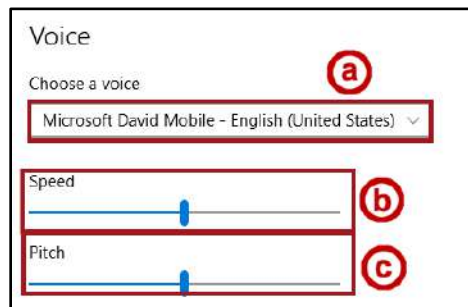 Voice
a
Choose a voice
Microsoft David Mobile - English (United States)
Speed
b
Pitch
c